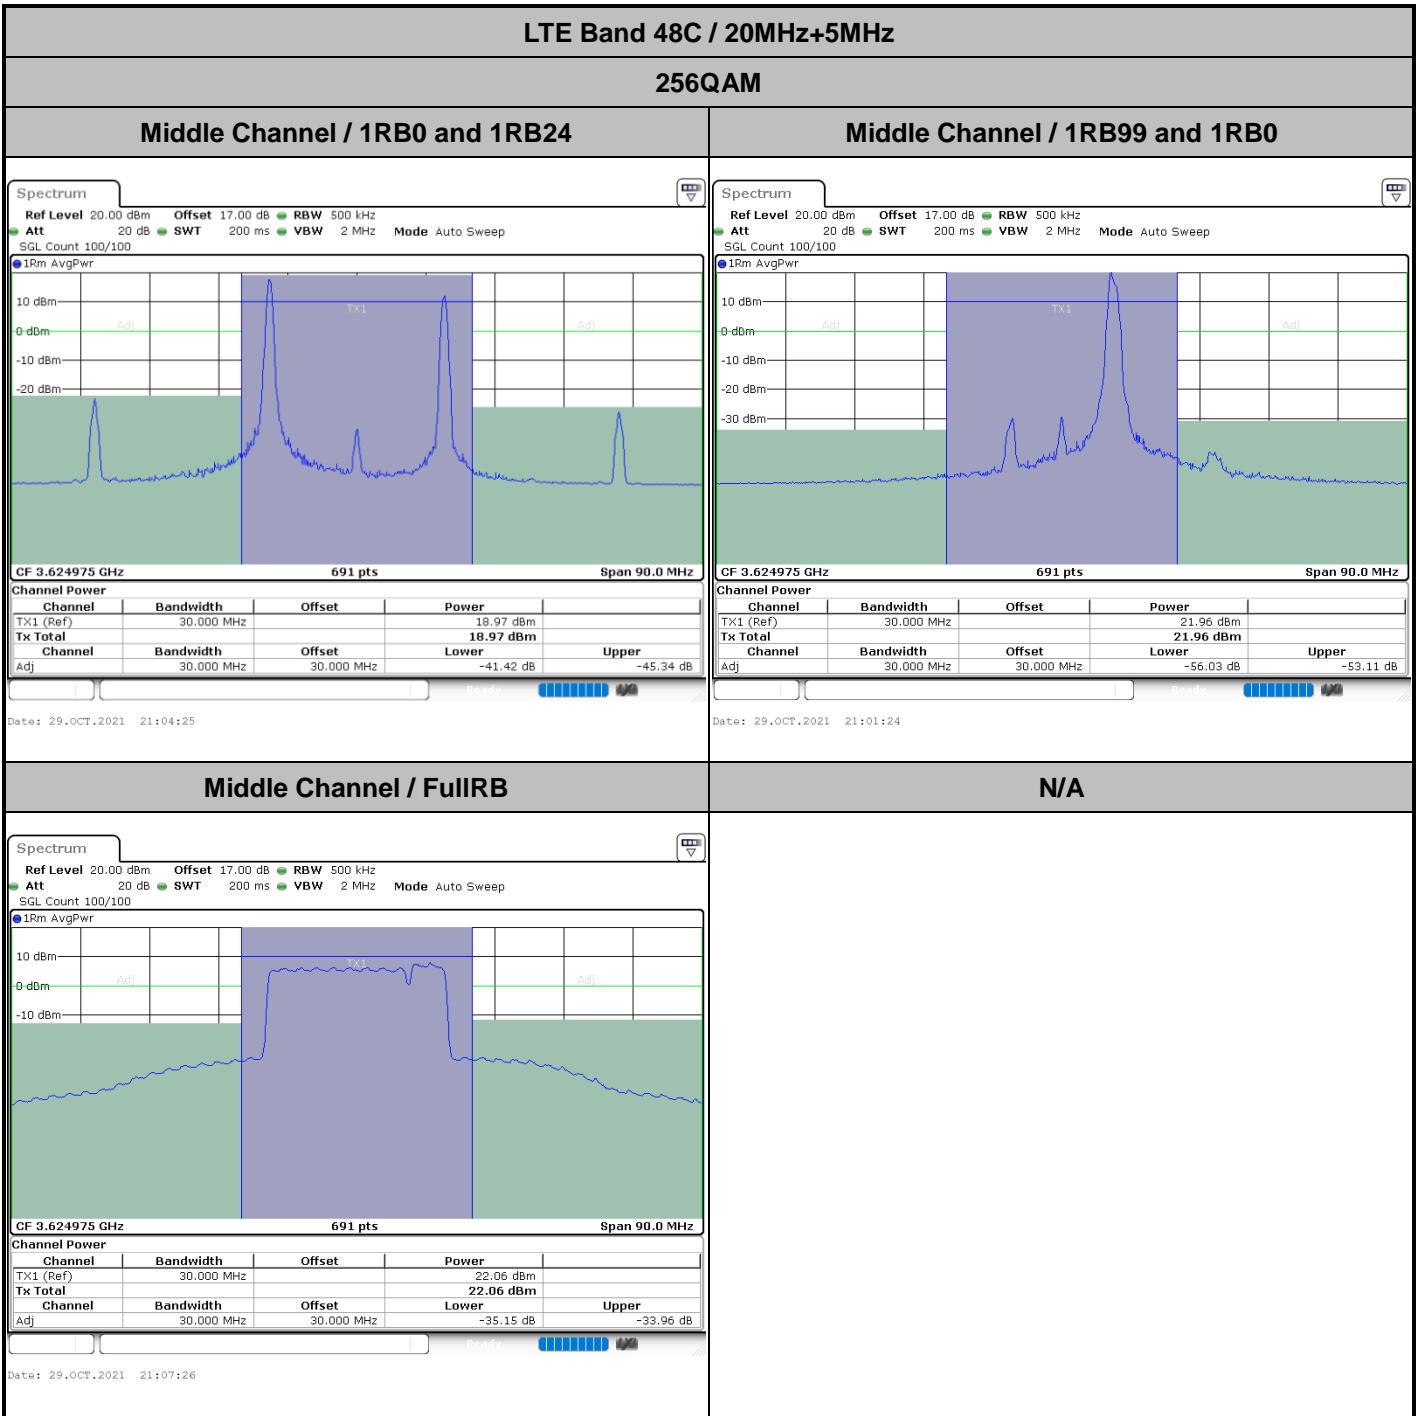 LTE Band 48C / 20MHz+5MHz
256QAM
Middle Channel / 1RB0 and 1RB24
Middle Channel / 1RB99 and 1RB0
Spectrum
Ref Level 20.00 dBm Offset 17.00 dB RBW 500 kHz
Att 20 dB SWT 200 ms VBW 2 MHz Mode Auto Sweep
SGL Count 100/100
1Rm AvgPwr
10 dBm
TX1
Adj
Adj
0 dBm
-10 dBm
-20 dBm
CF 3.624975 GHz 691 pts Span 90.0 MHz
Channel Power
Channel Bandwidth Offset Power
TX1 (Ref) 30.000 MHz 18.97 dBm
Tx Total 18.97 dBm
Channel Bandwidth Offset Lower Upper
Adj 30.000 MHz 30.000 MHz -41.42 dB -45.34 dB
Ready
Date: 29.OCT.2021 21:04:25
Spectrum
Ref Level 20.00 dBm Offset 17.00 dB RBW 500 kHz
Att 20 dB SWT 200 ms VBW 2 MHz Mode Auto Sweep
SGL Count 100/100
1Rm AvgPwr
10 dBm
TX1
Adj
Adj
0 dBm
-10 dBm
-20 dBm
-30 dBm
CF 3.624975 GHz 691 pts Span 90.0 MHz
Channel Power
Channel Bandwidth Offset Power
TX1 (Ref) 30.000 MHz 21.96 dBm
Tx Total 21.96 dBm
Channel Bandwidth Offset Lower Upper
Adj 30.000 MHz 30.000 MHz -56.03 dB -53.11 dB
Ready
Date: 29.OCT.2021 21:01:24
Middle Channel / FullRB
N/A
Spectrum
Ref Level 20.00 dBm Offset 17.00 dB RBW 500 kHz
Att 20 dB SWT 200 ms VBW 2 MHz Mode Auto Sweep
SGL Count 100/100
1Rm AvgPwr
10 dBm
TX1
Adj
Adj
0 dBm
-10 dBm
CF 3.624975 GHz 691 pts Span 90.0 MHz
Channel Power
Channel Bandwidth Offset Power
TX1 (Ref) 30.000 MHz 22.06 dBm
Tx Total 22.06 dBm
Channel Bandwidth Offset Lower Upper
Adj 30.000 MHz 30.000 MHz -35.15 dB -33.96 dB
Ready
Date: 29.OCT.2021 21:07:26